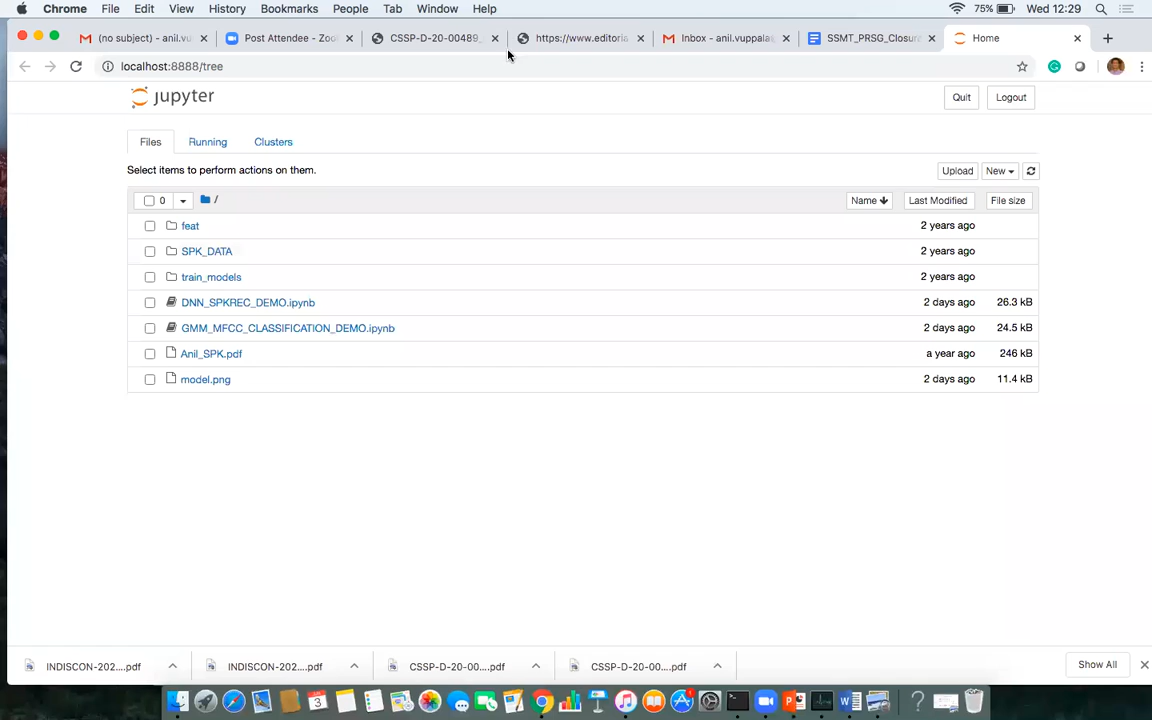 Chrome File Edit View History Bookmarks People Tab Window Help 75% Wed 12:29
(no subject) - anil.vu Post Attendee - Zoo CSSP-D-20-00489_ https://www.editoria Inbox - anil.vuppala SSMT_PRSG_Closur Home
localhost:8888/tree
jupyter Quit Logout
Files Running Clusters
Select items to perform actions on them. Upload New
0 / Name Last Modified File size
feat 2 years ago
SPK_DATA 2 years ago
train_models 2 years ago
DNN_SPKREC_DEMO.ipynb 2 days ago 26.3 kB
GMM_MFCC_CLASSIFICATION_DEMO.ipynb 2 days ago 24.5 kB
Anil_SPK.pdf a year ago 246 kB
model.png 2 days ago 11.4 kB
INDISCON-202....pdf INDISCON-202....pdf CSSP-D-20-00....pdf CSSP-D-20-00....pdf Show All
3 1